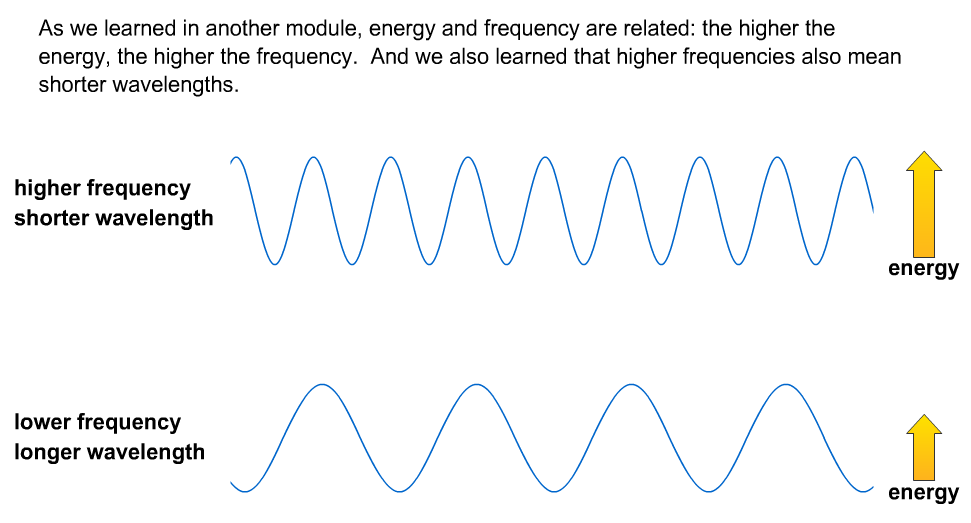 As we learned in another module, energy and frequency are related: the higher the
energy, the higher the frequency.  And we also learned that higher frequencies also mean
shorter wavelengths.
higher frequency
shorter wavelength
energy
lower frequency
longer wavelength
energy